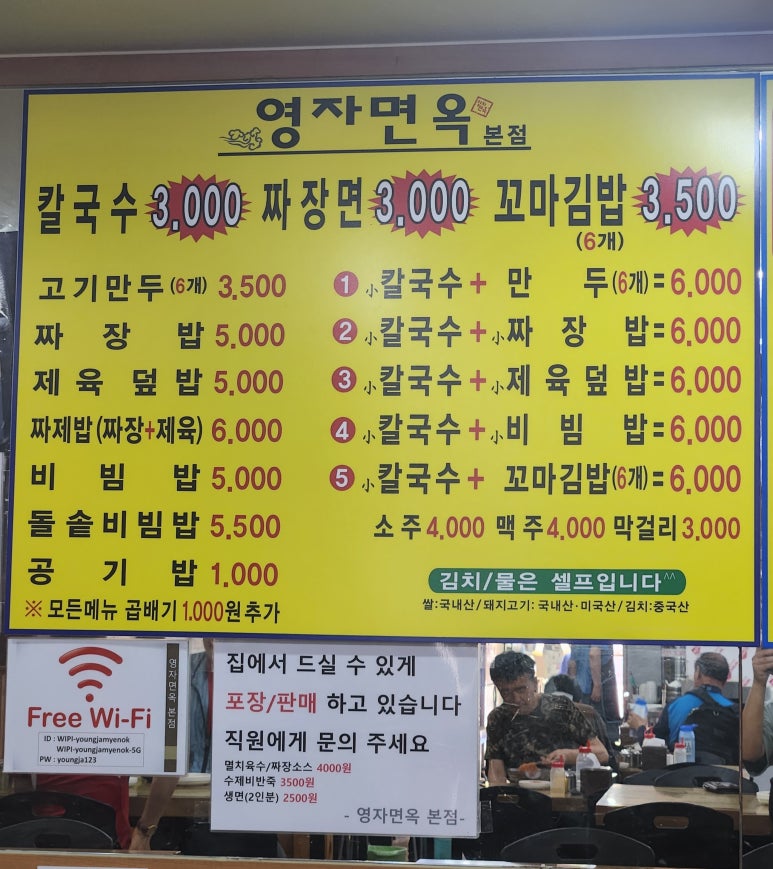 영자면옥 본점
칼국수 3.000 짜장면 3.000 꼬마김밥 3.500
(6개)
고기만두(6개) 3.500
짜장밥 5.000
제육덮밥 5.000
짜제밥(짜장+제육) 6.000
비빔밥 5.000
돌솥비빔밥 5.500
공기밥 1.000
※ 모든메뉴 곱배기 1.000원 추가
1 小칼국수+만두(6개)=6.000
2 小칼국수+小짜장밥=6.000
3 小칼국수+小제육덮밥=6.000
4 小칼국수+小비빔밥=6.000
5 小칼국수+꼬마김밥(6개)=6.000
소주4.000 맥주4.000 막걸리3.000
김치/물은 셀프입니다^^
쌀:국내산/돼지고기:국내산·미국산/김치:중국산
Free Wi-Fi
ID : WIPI-youngjamyenok
WIPI-youngjamyenok-5G
PW : youngja123
영자면옥 본점
집에서 드실 수 있게
포장/판매 하고 있습니다
직원에게 문의 주세요
멸치육수/짜장소스 4000원
수제비반죽 3500원
생면(2인분) 2500원
- 영자면옥 본점-